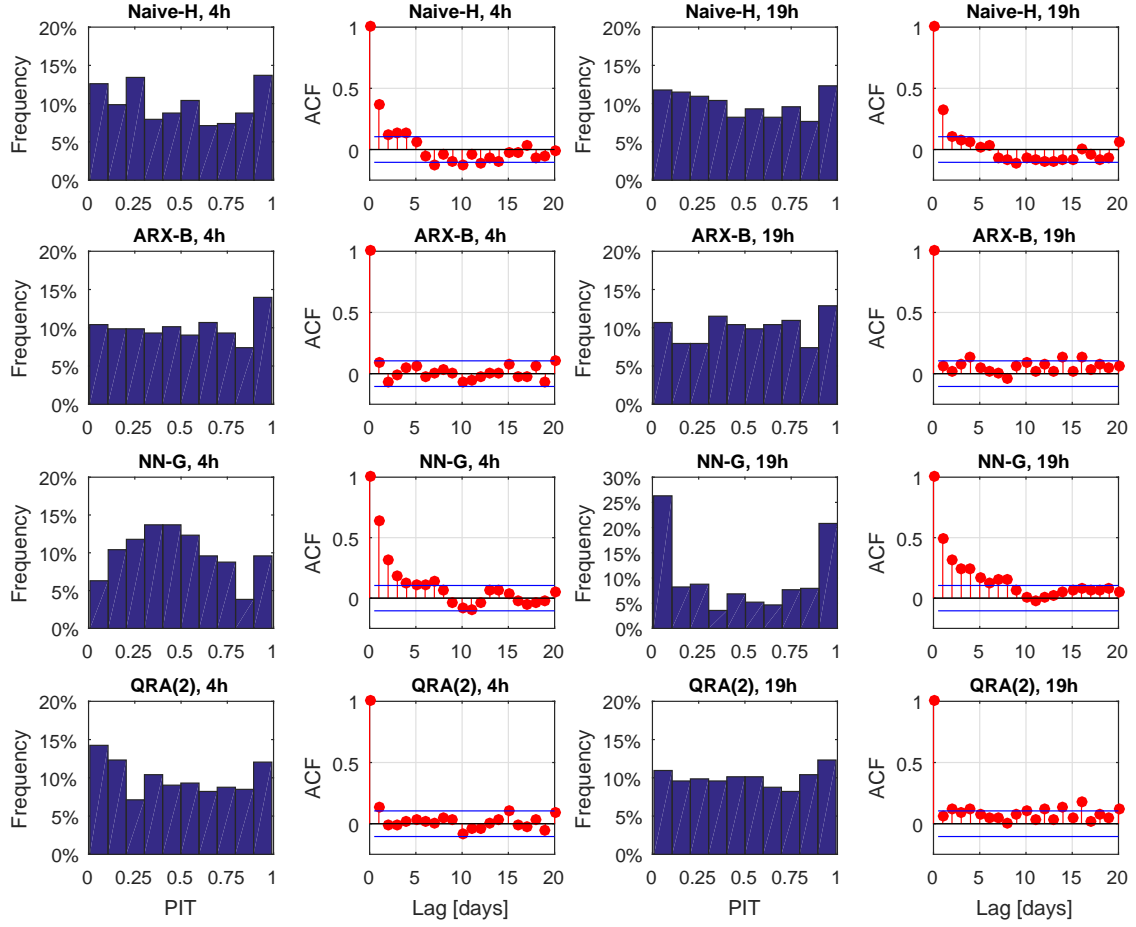 Naive-H, 4h
Naive-H, 4h
Naive-H, 19h
Naive-H, 19h
Frequency
20%
15%
10%
5%
0%
0 0.25 0.5 0.75 1
ACF
1
0.5
0
0 5 10 15 20
Frequency
20%
15%
10%
5%
0%
0 0.25 0.5 0.75 1
ACF
1
0.5
0
0 5 10 15 20
ARX-B, 4h
ARX-B, 4h
ARX-B, 19h
ARX-B, 19h
Frequency
20%
15%
10%
5%
0%
0 0.25 0.5 0.75 1
ACF
1
0.5
0
0 5 10 15 20
Frequency
20%
15%
10%
5%
0%
0 0.25 0.5 0.75 1
ACF
1
0.5
0
0 5 10 15 20
NN-G, 4h
NN-G, 4h
NN-G, 19h
NN-G, 19h
Frequency
20%
15%
10%
5%
0%
0 0.25 0.5 0.75 1
ACF
1
0.5
0
0 5 10 15 20
Frequency
30%
25%
20%
15%
10%
5%
0%
0 0.25 0.5 0.75 1
ACF
1
0.5
0
0 5 10 15 20
QRA(2), 4h
QRA(2), 4h
QRA(2), 19h
QRA(2), 19h
Frequency
20%
15%
10%
5%
0%
0 0.25 0.5 0.75 1
PIT
ACF
1
0.5
0
0 5 10 15 20
Lag [days]
Frequency
20%
15%
10%
5%
0%
0 0.25 0.5 0.75 1
PIT
ACF
1
0.5
0
0 5 10 15 20
Lag [days]